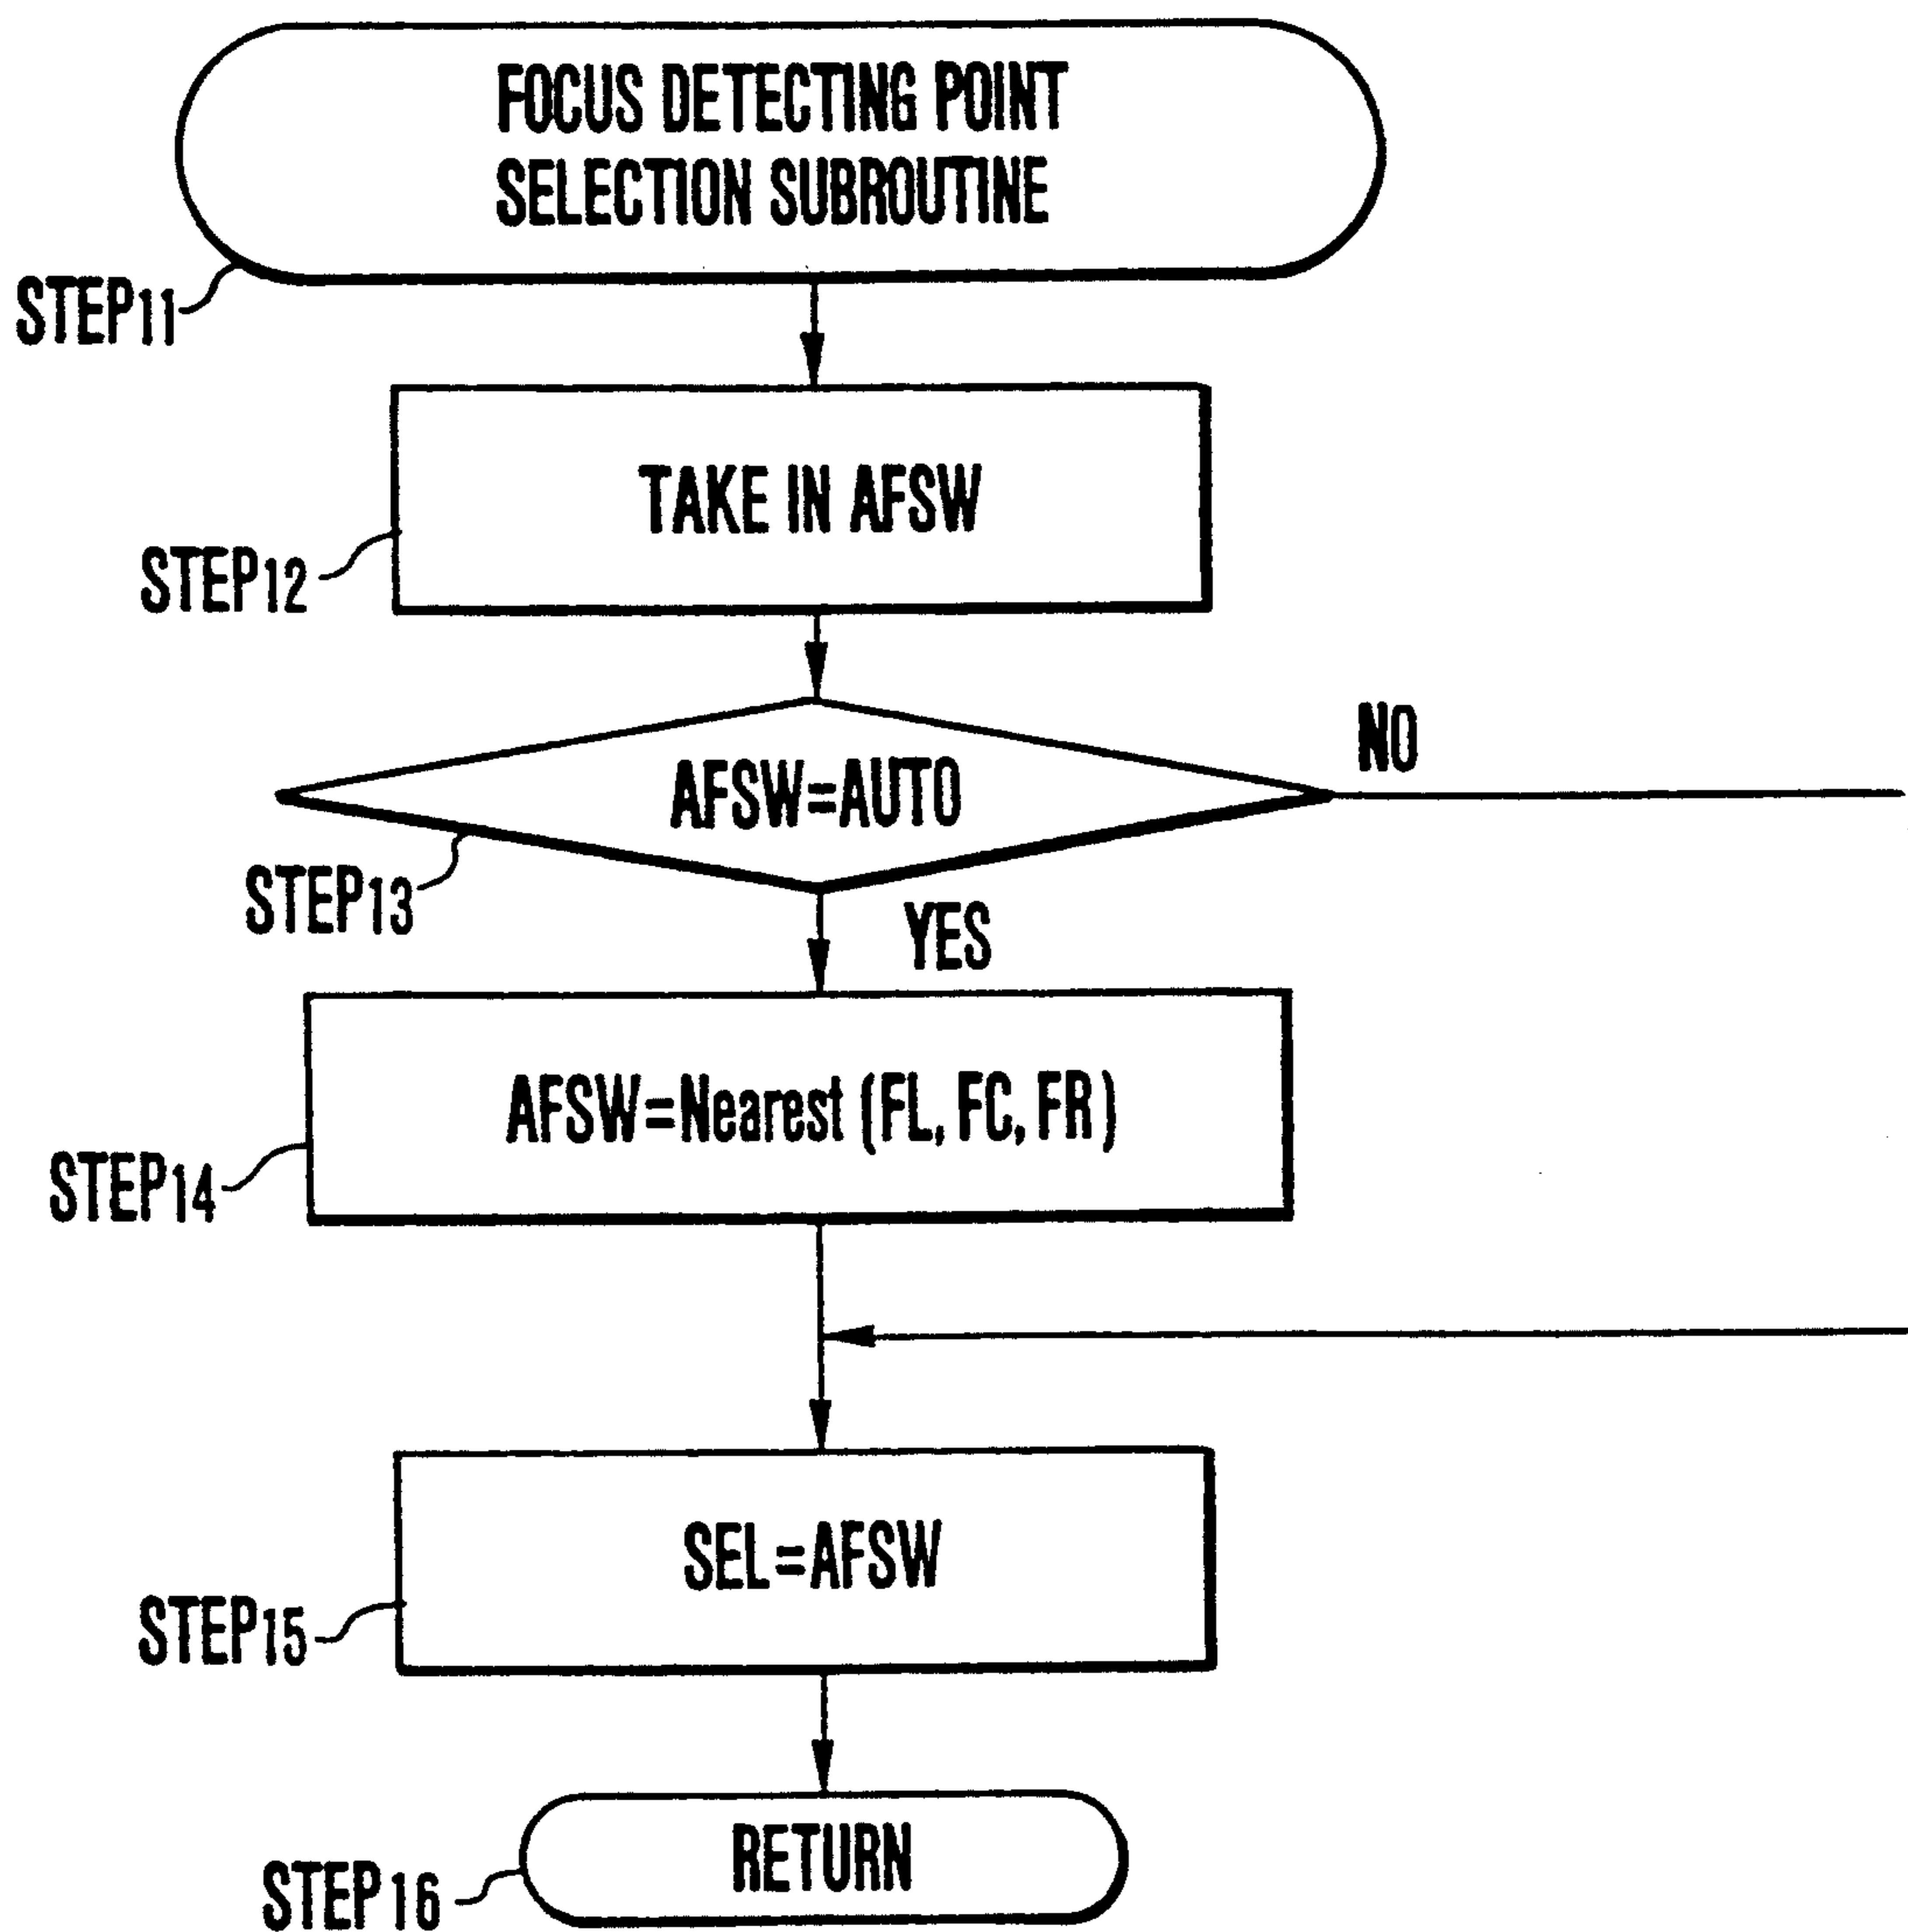 FOCUS DETECTING POINT
SELECTION SUBROUTINE
STEP11
TAKE IN AFSW
STEP12
AFSW=AUTO
NO
STEP13
YES
AFSW=Nearest (FL, FC, FR)
STEP14
SEL=AFSW
STEP15
RETURN
STEP16